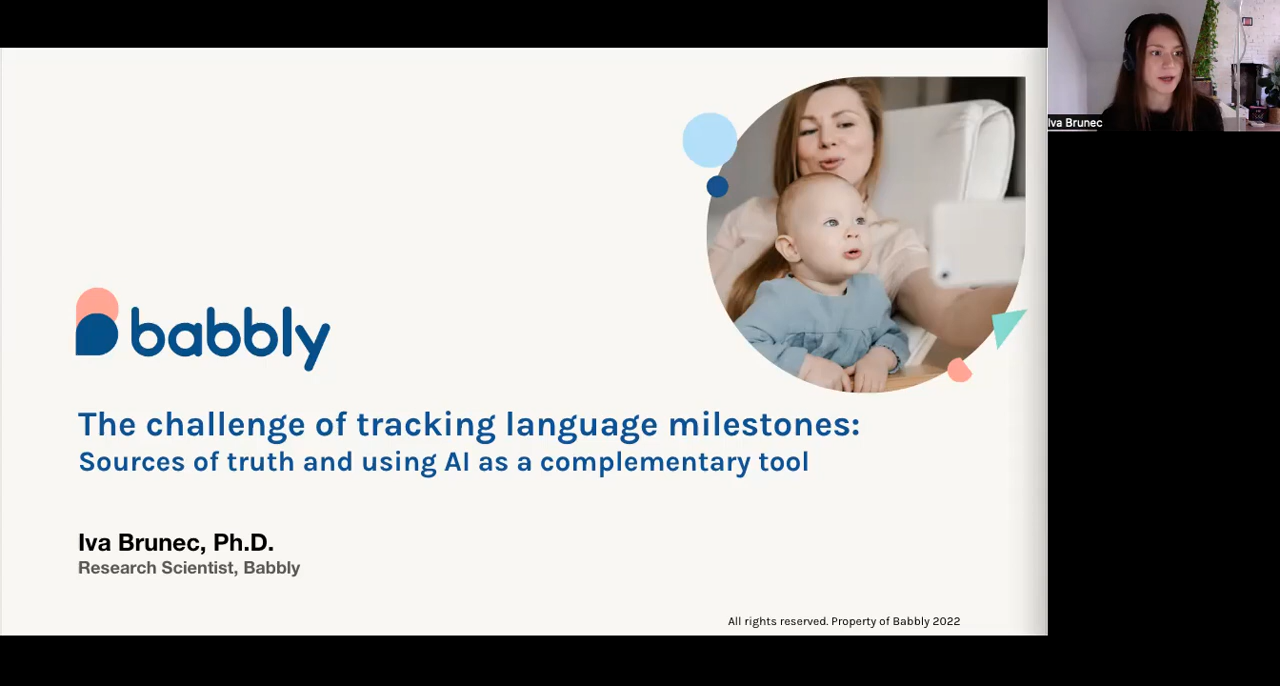 Iva Brunec
babbly
The challenge of tracking language milestones:
Sources of truth and using AI as a complementary tool
Iva Brunec, Ph.D.
Research Scientist, Babbly
All rights reserved. Property of Babbly 2022